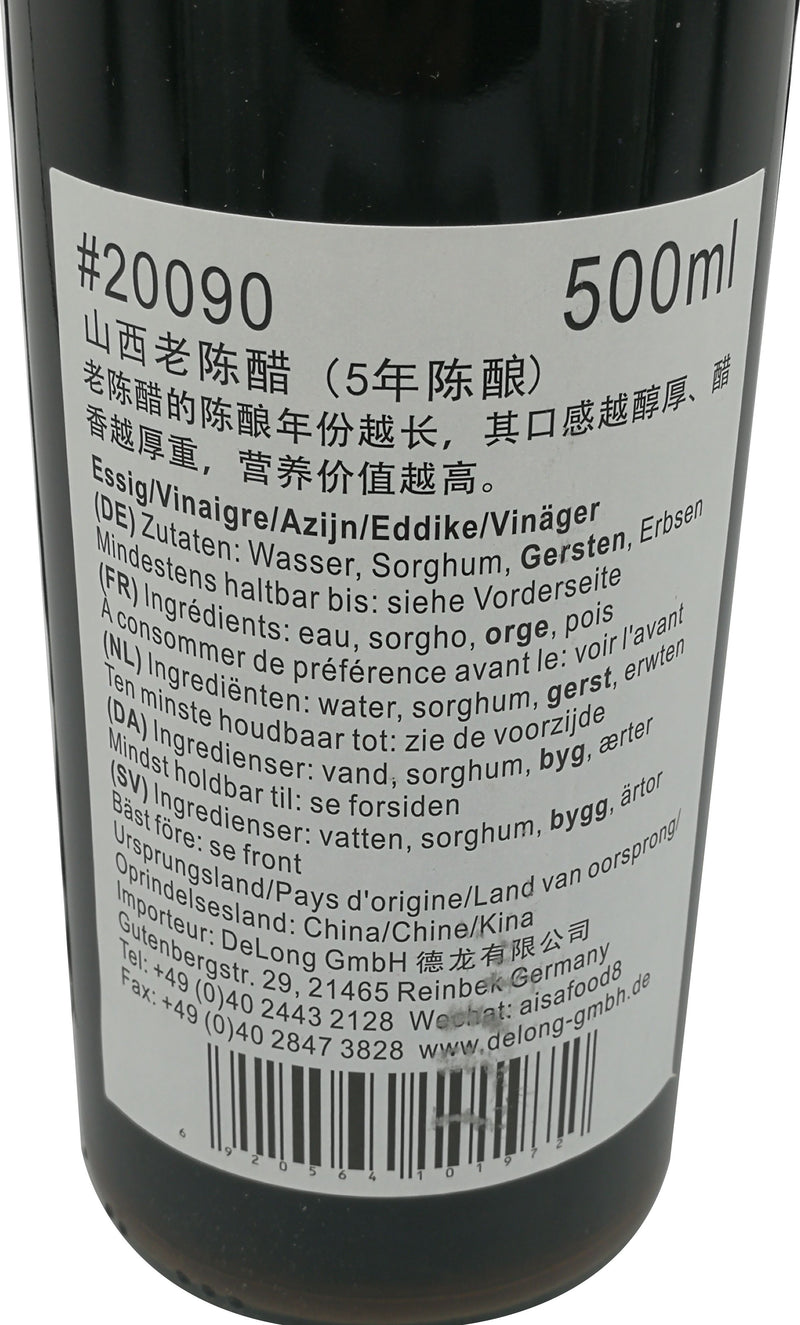 #20090 500ml
山西老陈醋（5年陈酿）
老陈醋的陈酿年份越长，其口感越醇厚、醋
香越厚重，营养价值越高。
Essig/Vinaigre/Azijn/Eddike/Vinäger
(DE) Zutaten: Wasser, Sorghum, Gersten, Erbsen
Mindestens haltbar bis: siehe Vorderseite
(FR) Ingrédients: eau, sorgho, orge, pois
À consommer de préférence avant le: voir l'avant
(NL) Ingrediënten: water, sorghum, gerst, erwten
Ten minste houdbaar tot: zie de voorzijde
(DA) Ingredienser: vand, sorghum, byg, ærter
Mindst holdbar til: se forsiden
(SV) Ingredienser: vatten, sorghum, bygg, ärtor
Bäst före: se front
Ursprungsland/Pays d'origine/Land van oorsprong/
Oprindelsesland: China/Chine/Kina
Importeur: DeLong GmbH 德龙有限公司
Gutenbergstr. 29, 21465 Reinbek Germany
Tel: +49 (0)40 2443 2128 Wechat: aisafood8
Fax: +49 (0)40 2847 3828 www.delong-gmbh.de
6 920564 101972